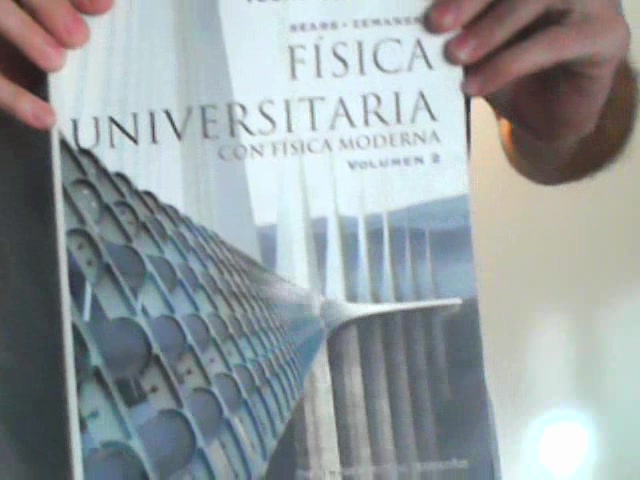 SEARS • ZEMANSKY
FÍSICA
UNIVERSITARIA
CON FÍSICA MODERNA
VOLUMEN 2